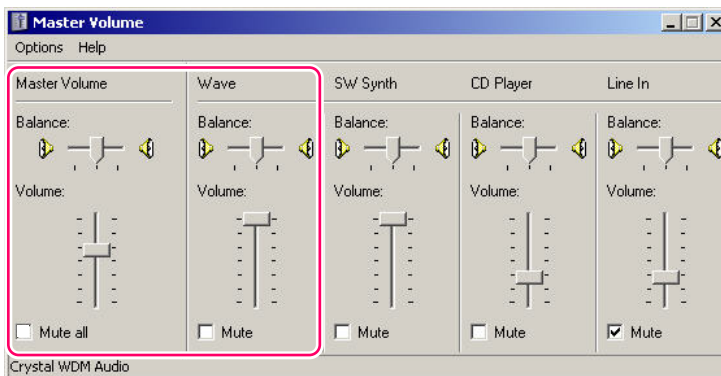 Master Volume
Options Help
Master Volume Wave SW Synth CD Player Line In
Balance: Balance: Balance: Balance: Balance:
Volume: Volume: Volume: Volume: Volume:
Mute all Mute Mute Mute Mute
Crystal WDM Audio